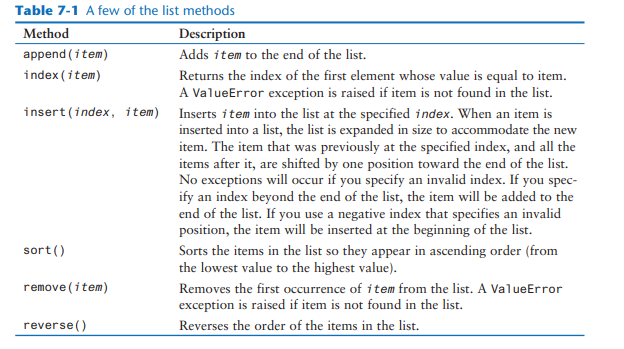 Table 7-1 A few of the list methods
Method Description
append(item) Adds item to the end of the list.
index(item) Returns the index of the first element whose value is equal to item.
A ValueError exception is raised if item is not found in the list.
insert(index, item) Inserts item into the list at the specified index. When an item is
inserted into a list, the list is expanded in size to accommodate the new
item. The item that was previously at the specified index, and all the
items after it, are shifted by one position toward the end of the list.
No exceptions will occur if you specify an invalid index. If you spec-
ify an index beyond the end of the list, the item will be added to the
end of the list. If you use a negative index that specifies an invalid
position, the item will be inserted at the beginning of the list.
sort() Sorts the items in the list so they appear in ascending order (from
the lowest value to the highest value).
remove(item) Removes the first occurrence of item from the list. A ValueError
exception is raised if item is not found in the list.
reverse() Reverses the order of the items in the list.